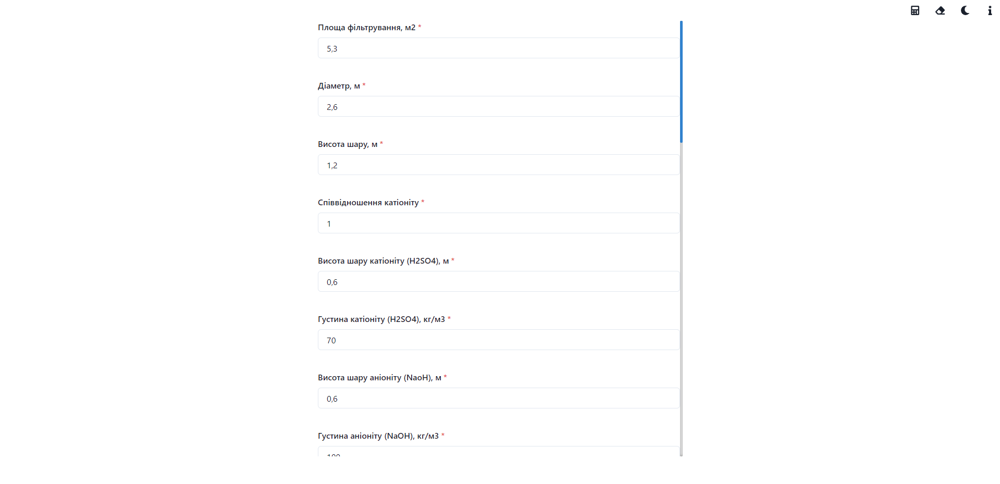 Площа фільтрування, м2 *
5,3
Діаметр, м *
2,6
Висота шару, м *
1,2
Співвідношення катіоніту *
1
Висота шару катіоніту (H2SO4), м *
0,6
Густина катіоніту (H2SO4), кг/м3 *
70
Висота шару аніоніту (NaoH), м *
0,6
Густина аніоніту (NaOH), кг/м3 *
100